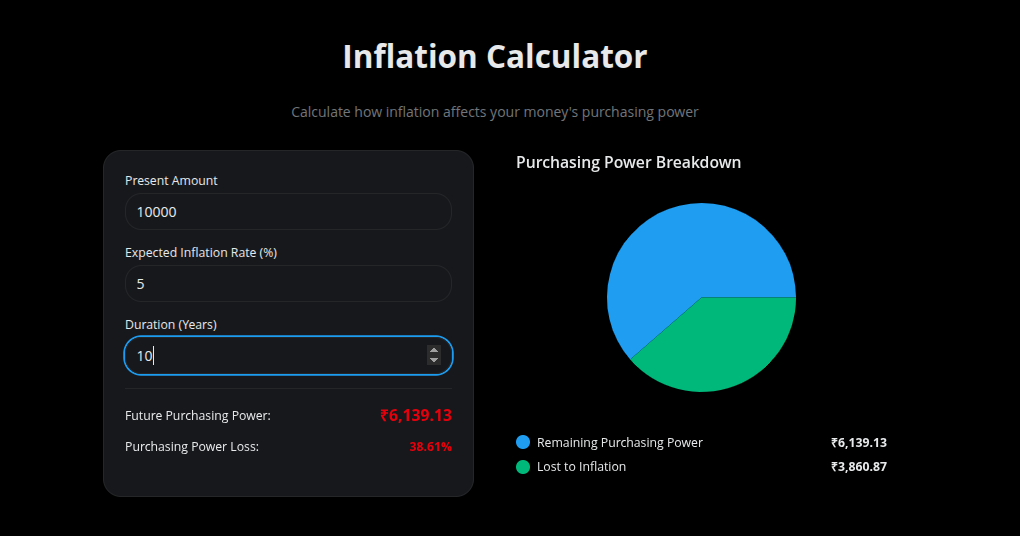 Inflation Calculator
Calculate how inflation affects your money's purchasing power
Present Amount
10000
Expected Inflation Rate (%)
5
Duration (Years)
10
Future Purchasing Power: ₹6,139.13
Purchasing Power Loss: 38.61%
Purchasing Power Breakdown
Remaining Purchasing Power ₹6,139.13
Lost to Inflation ₹3,860.87